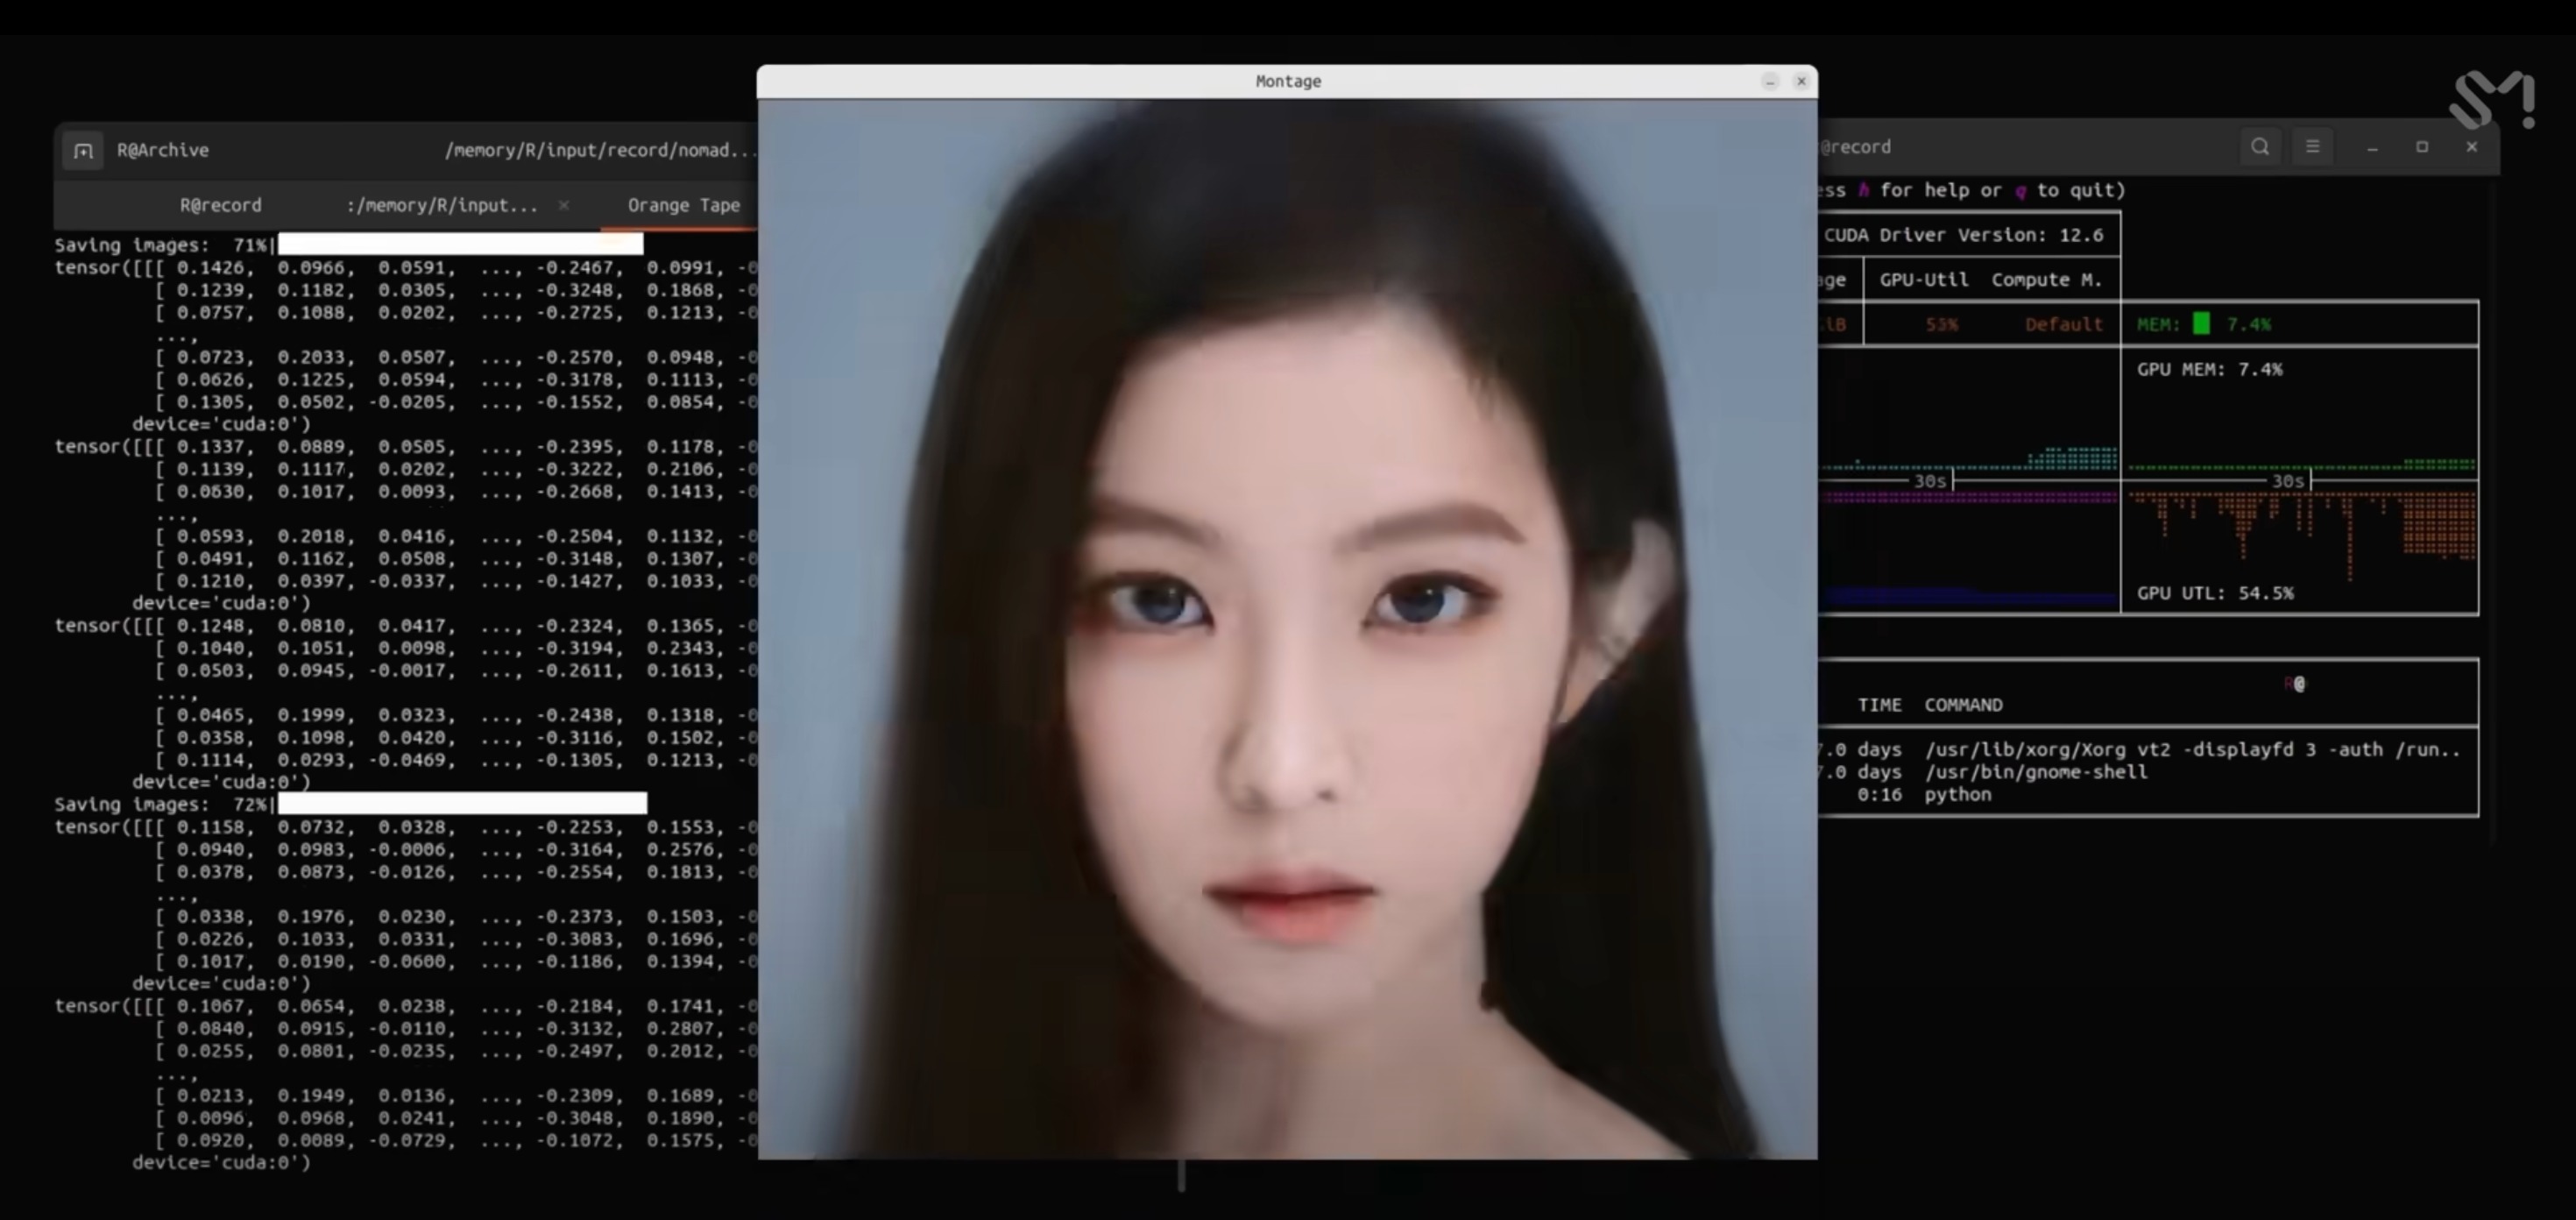 Montage
SM!
R@Archive
/memory/R/input/record/nomad...
R@record
:/memory/R/input...
Orange Tape
Saving images: 71%|
tensor([[[ 0.1426, 0.0966, 0.0591, ..., -0.2467, 0.0991, -0
[ 0.1239, 0.1182, 0.0305, ..., -0.3248, 0.1868, -0
[ 0.0757, 0.1088, 0.0202, ..., -0.2725, 0.1213, -0
...,
[ 0.0723, 0.2033, 0.0507, ..., -0.2570, 0.0948, -0
[ 0.0626, 0.1225, 0.0594, ..., -0.3178, 0.1113, -0
[ 0.1305, 0.0502, -0.0205, ..., -0.1552, 0.0854, -0
device='cuda:0')
tensor([[[ 0.1337, 0.0889, 0.0505, ..., -0.2395, 0.1178, -0
[ 0.1139, 0.1117, 0.0202, ..., -0.3222, 0.2106, -0
[ 0.0630, 0.1017, 0.0093, ..., -0.2668, 0.1413, -0
...,
[ 0.0593, 0.2018, 0.0416, ..., -0.2504, 0.1132, -0
[ 0.0491, 0.1162, 0.0508, ..., -0.3148, 0.1307, -0
[ 0.1210, 0.0397, -0.0337, ..., -0.1427, 0.1033, -0
device='cuda:0')
tensor([[[ 0.1248, 0.0810, 0.0417, ..., -0.2324, 0.1365, -0
[ 0.1040, 0.1051, 0.0098, ..., -0.3194, 0.2343, -0
[ 0.0503, 0.0945, -0.0017, ..., -0.2611, 0.1613, -0
...,
[ 0.0465, 0.1999, 0.0323, ..., -0.2438, 0.1318, -0
[ 0.0358, 0.1098, 0.0420, ..., -0.3116, 0.1502, -0
[ 0.1114, 0.0293, -0.0469, ..., -0.1305, 0.1213, -0
device='cuda:0')
Saving images: 72%|
tensor([[[ 0.1158, 0.0732, 0.0328, ..., -0.2253, 0.1553, -0
[ 0.0940, 0.0983, -0.0006, ..., -0.3164, 0.2576, -0
[ 0.0378, 0.0873, -0.0126, ..., -0.2554, 0.1813, -0
...,
[ 0.0338, 0.1976, 0.0230, ..., -0.2373, 0.1503, -0
[ 0.0226, 0.1033, 0.0331, ..., -0.3083, 0.1696, -0
[ 0.1017, 0.0190, -0.0600, ..., -0.1186, 0.1394, -0
device='cuda:0')
tensor([[[ 0.1067, 0.0654, 0.0238, ..., -0.2184, 0.1741, -0
[ 0.0840, 0.0915, -0.0110, ..., -0.3132, 0.2807, -0
[ 0.0255, 0.0801, -0.0235, ..., -0.2497, 0.2012, -0
...,
[ 0.0213, 0.1949, 0.0136, ..., -0.2309, 0.1689, -0
[ 0.0096, 0.0968, 0.0241, ..., -0.3048, 0.1890, -0
[ 0.0920, 0.0089, -0.0729, ..., -0.1072, 0.1575, -0
device='cuda:0')
@record
ess h for help or q to quit)
CUDA Driver Version: 12.6
age GPU-Util Compute M.
iB Default MEM: 7.4%
GPU MEM: 7.4%
30s 30s
GPU UTL: 54.5%
R@
TIME COMMAND
7.0 days /usr/lib/xorg/Xorg vt2 -displayfd 3 -auth /run..
7.0 days /usr/bin/gnome-shell
0:16 python